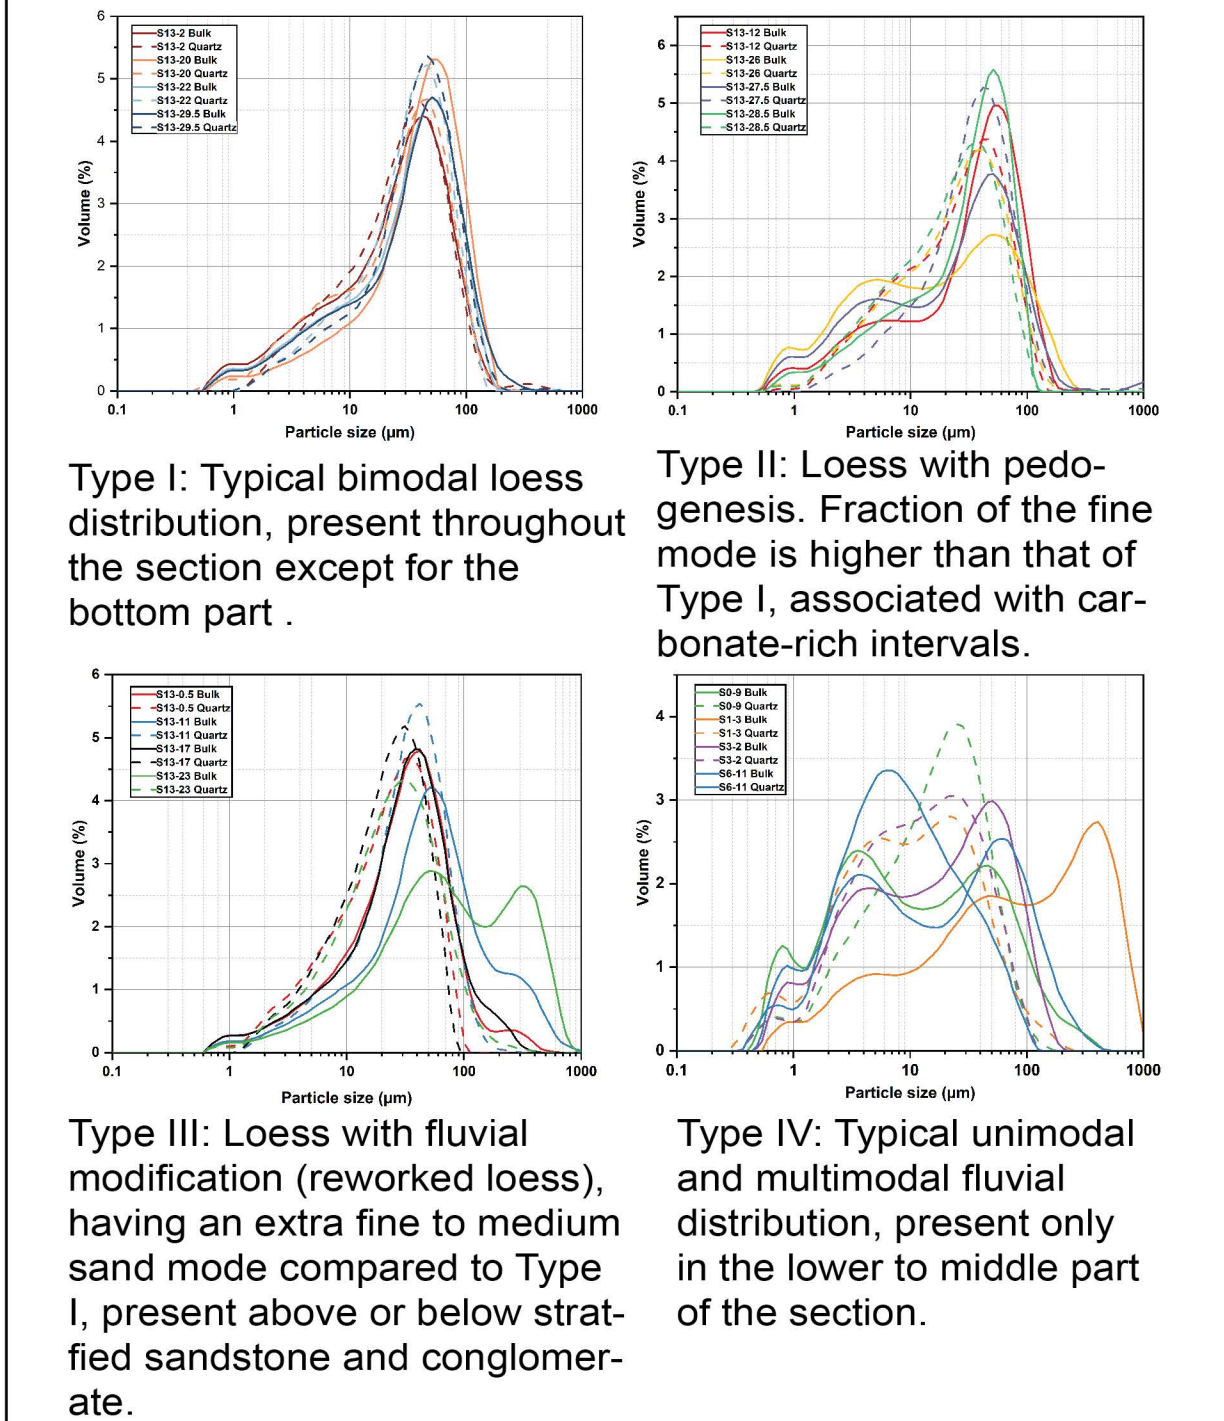 6
5
4
3
2
1
0
Volume (%)
S13-2 Bulk
S13-2 Quartz
S13-20 Bulk
S13-20 Quartz
S13-22 Bulk
S13-22 Quartz
S13-29.5 Bulk
S13-29.5 Quartz
0.1 1 10 100 1000
Particle size (µm)
6
5
4
3
2
1
0
Volume (%)
S13-12 Bulk
S13-12 Quartz
S13-26 Bulk
S13-26 Quartz
S13-27.5 Bulk
S13-27.5 Quartz
S13-28.5 Bulk
S13-28.5 Quartz
0.1 1 10 100 1000
Particle size (µm)
Type I: Typical bimodal loess
distribution, present throughout
the section except for the
bottom part .
Type II: Loess with pedo-
genesis. Fraction of the fine
mode is higher than that of
Type I, associated with car-
bonate-rich intervals.
6
5
4
3
2
1
0
Volume (%)
S13-0.5 Bulk
S13-0.5 Quartz
S13-11 Bulk
S13-11 Quartz
S13-17 Bulk
S13-17 Quartz
S13-23 Bulk
S13-23 Quartz
0.1 1 10 100 1000
Particle size (µm)
4
3
2
1
0
Volume (%)
S0-9 Bulk
S0-9 Quartz
S1-3 Bulk
S1-3 Quartz
S3-2 Bulk
S3-2 Quartz
S6-11 Bulk
S6-11 Quartz
0.1 1 10 100 1000
Particle size (µm)
Type III: Loess with fluvial
modification (reworked loess),
having an extra fine to medium
sand mode compared to Type
I, present above or below strat-
fied sandstone and conglomer-
ate.
Type IV: Typical unimodal
and multimodal fluvial
distribution, present only
in the lower to middle part
of the section.